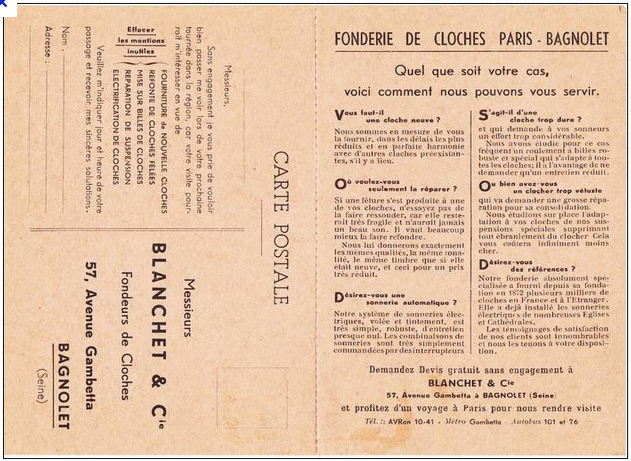 FONDERIE DE CLOCHES PARIS - BAGNOLET
Quel que soit votre cas,
voici comment nous pouvons vous servir.
Vous faut-il
une cloche neuve ?
Nous sommes en mesure de vous
la fournir, dans les délais les plus
réduits et en parfaite harmonie
avec d'autres cloches préexistan-
tes, s'il y a lieu.
Où voulez-vous
seulement la réparer ?
Si une fêlure s'est produite à une
de vos cloches, n'essayez pas de
la faire ressouder, car elle reste-
rait très fragile et n'aurait jamais
un beau son. Il vaut beaucoup
mieux la faire refondre.
Nous lui donnerons exactement
les mêmes qualités, la même tona-
lité, le même timbre que si elle
était neuve, et ceci pour un prix
très réduit.
Désirez-vous une
sonnerie automatique ?
Notre système de sonneries élec-
triques, volée et tintement, est
très simple, robuste, d'entretien
presque nul. Les combinaisons de
sonneries sont très simplement
commandées par des interrupteurs
S'agit-il d'une
cloche trop dure ?
et qui demande à vos sonneurs
un effort trop considérable.
Nous avons étudié pour ce cas
fréquent un roulement à billes ro-
buste et spécial qui s'adapte à tou-
tes les cloches; il a l'avantage de ne
demander qu'un entretien réduit.
Ou bien avez-vous
un clocher trop vétuste
qui va demander une grosse répa-
ration pour sa consolidation
Nous étudions sur place l'adap-
tation à vos cloches de nos sus-
pensions spéciales supprimant
tout ébranlement du clocher Cela
vous coûtera infiniment moins
cher.
Désirez-vous
des références ?
Notre fonderie absolument spé-
cialisée a fourni depuis sa fonda-
tion en 1872 plusieurs milliers de
cloches en France et à l'Etranger.
Elle a déjà installé les sonneries
électriques de nombreuses Eglises
et Cathédrales.
Les témoignages de satisfaction
de nos clients sont innombrables
et nous les tenons à votre disposi-
tion.
Demandez Devis gratuit sans engagement à
BLANCHET & Cie
57, Avenue Gambetta à BAGNOLET (Seine)
et profitez d'un voyage à Paris pour nous rendre visite
Tél. : AVRon 10-41 - Métro Gambetta - Autobus 101 et 76
CARTE POSTALE
Messieurs
BLANCHET & Cie
Fondeurs de Cloches
57, Avenue Gambetta
BAGNOLET
(Seine)
Messieurs,
Sans engagement je vous prie de vouloir
bien passer me voir lors de votre prochaine
tournée dans la région, car votre visite pour-
rait m'intéresser en vue de
Effacer
les mentions
inutiles
FOURNITURE de NOUVELLE CLOCHES
REFONTE DE CLOCHES FÉLÉES
MISE SUR BILLES DE CLOCHES
RÉPARATION DE SUSPENSION
ELECTRIFICATION DE CLOCHES
Veuillez m'indiquer jour et heure de votre
passage et recevoir mes sincères salutations.
Nom :
Adresse :